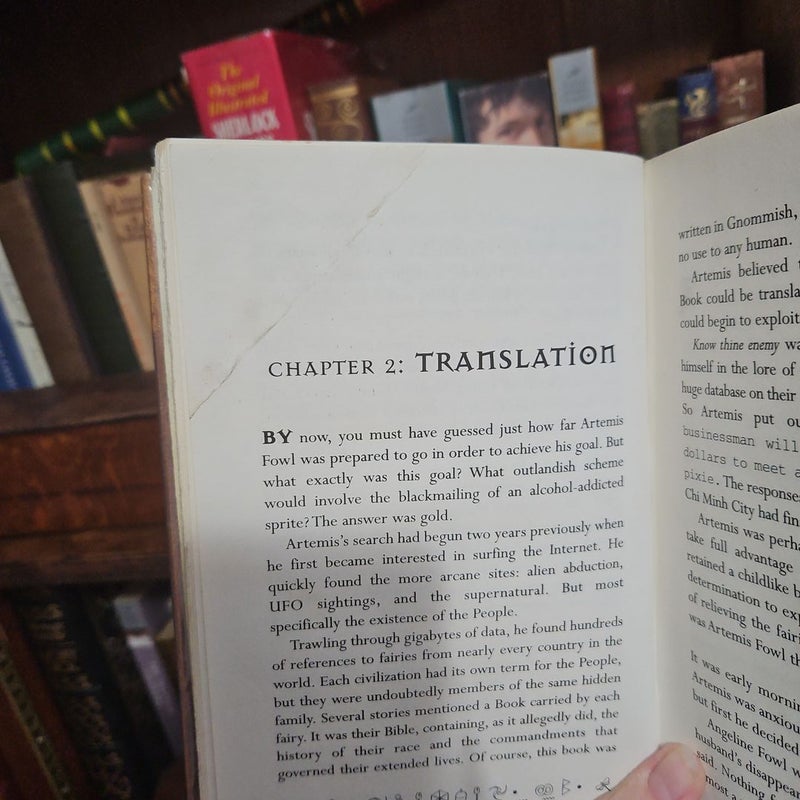 The
Original
Illustrated
SHERLOCK
CHAPTER 2: TRANSLATION
BY now, you must have guessed just how far Artemis
Fowl was prepared to go in order to achieve his goal. But
what exactly was this goal? What outlandish scheme
would involve the blackmailing of an alcohol-addicted
sprite? The answer was gold.
Artemis's search had begun two years previously when
he first became interested in surfing the Internet. He
quickly found the more arcane sites: alien abduction,
UFO sightings, and the supernatural. But most
specifically the existence of the People.
Trawling through gigabytes of data, he found hundreds
of references to fairies from nearly every country in the
world. Each civilization had its own term for the People,
but they were undoubtedly members of the same hidden
family. Several stories mentioned a Book carried by each
fairy. It was their Bible, containing, as it allegedly did, the
history of their race and the commandments that
governed their extended lives. Of course, this book was
written in Gnommish,
no use to any human.
Artemis believed
Book could be transla
could begin to exploit
Know thine enemy wa
himself in the lore of
huge database on their
So Artemis put ou
businessman will
dollars to meet a
pixie. The response
Chi Minh City had fin
Artemis was perha
take full advantage
retained a childlike b
determination to exp
of relieving the fair
was Artemis Fowl th
It was early mornin
Artemis was anxiou
but first he decided
Angeline Fowl w
husband's disappear
said. Nothing f
most a